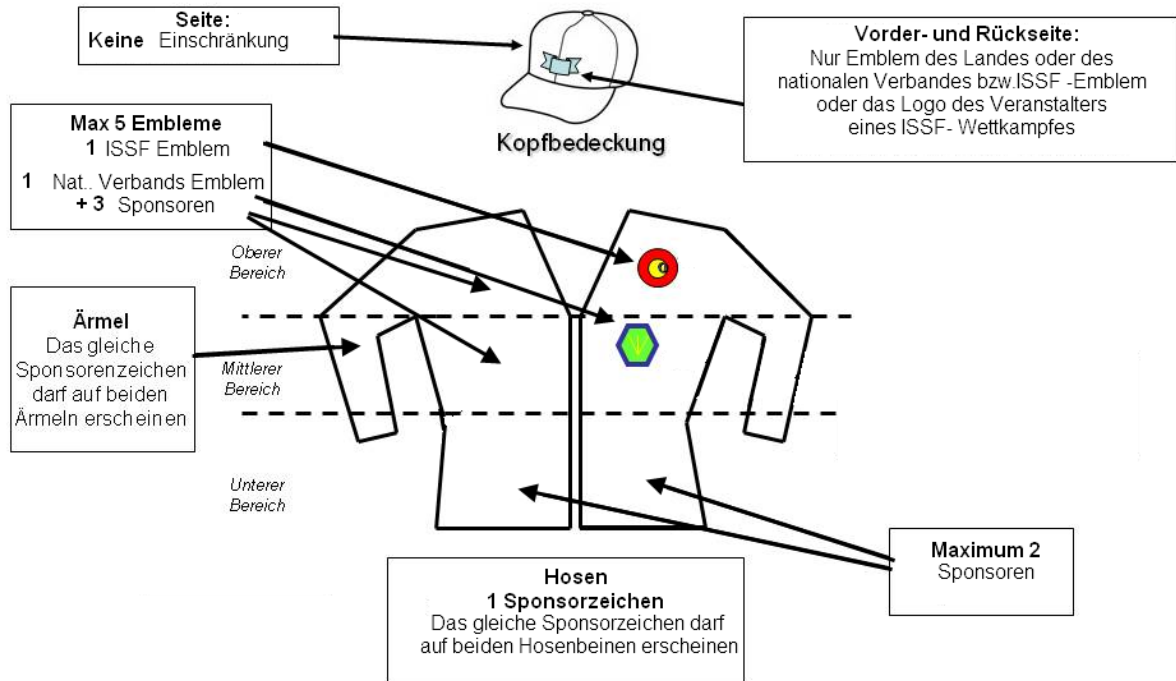 Seite:
Keine Einschränkung
Vorder- und Rückseite:
Nur Emblem des Landes oder des
nationalen Verbandes bzw.ISSF -Emblem
oder das Logo des Veranstalters
eines ISSF- Wettkampfes
Kopfbedeckung
Max 5 Embleme
1 ISSF Emblem
1 Nat.. Verbands Emblem
+ 3 Sponsoren
Oberer
Bereich
Ärmel
Das gleiche
Sponsorenzeichen
darf auf beiden
Ärmeln erscheinen
Mittlerer
Bereich
Unterer
Bereich
Maximum 2
Sponsoren
Hosen
1 Sponsorzeichen
Das gleiche Sponsorzeichen darf
auf beiden Hosenbeinen erscheinen